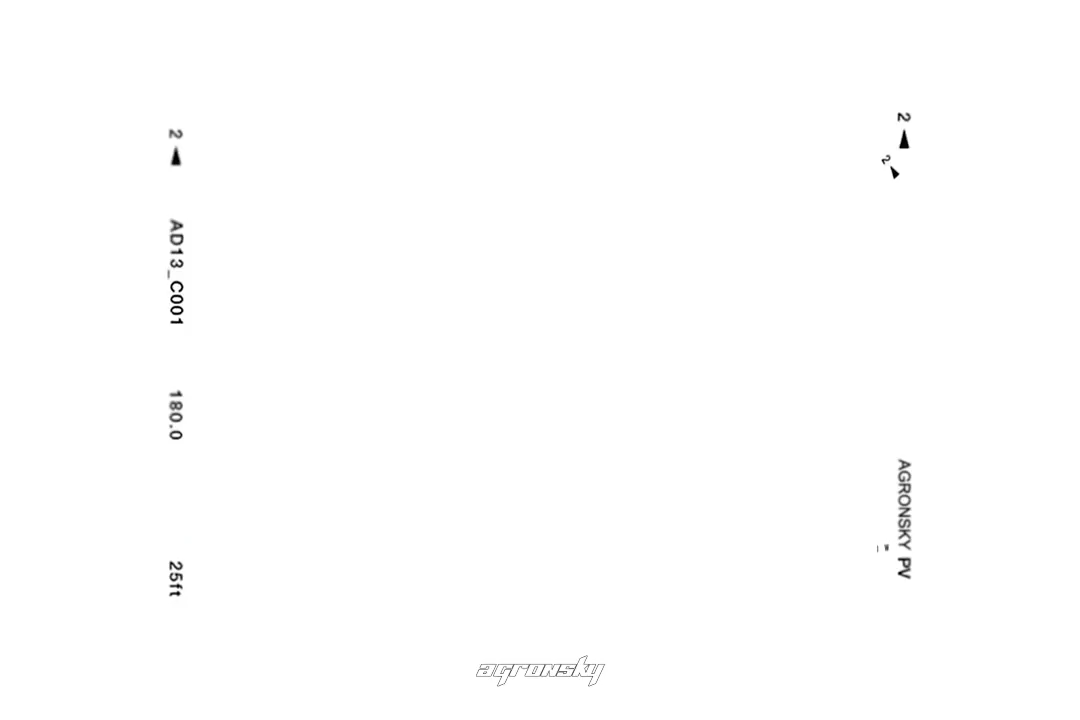 2 ◀ AD13_C001 180.0 25ft
2 ◀
2 ◀
AGRONSKY PV
agronsky